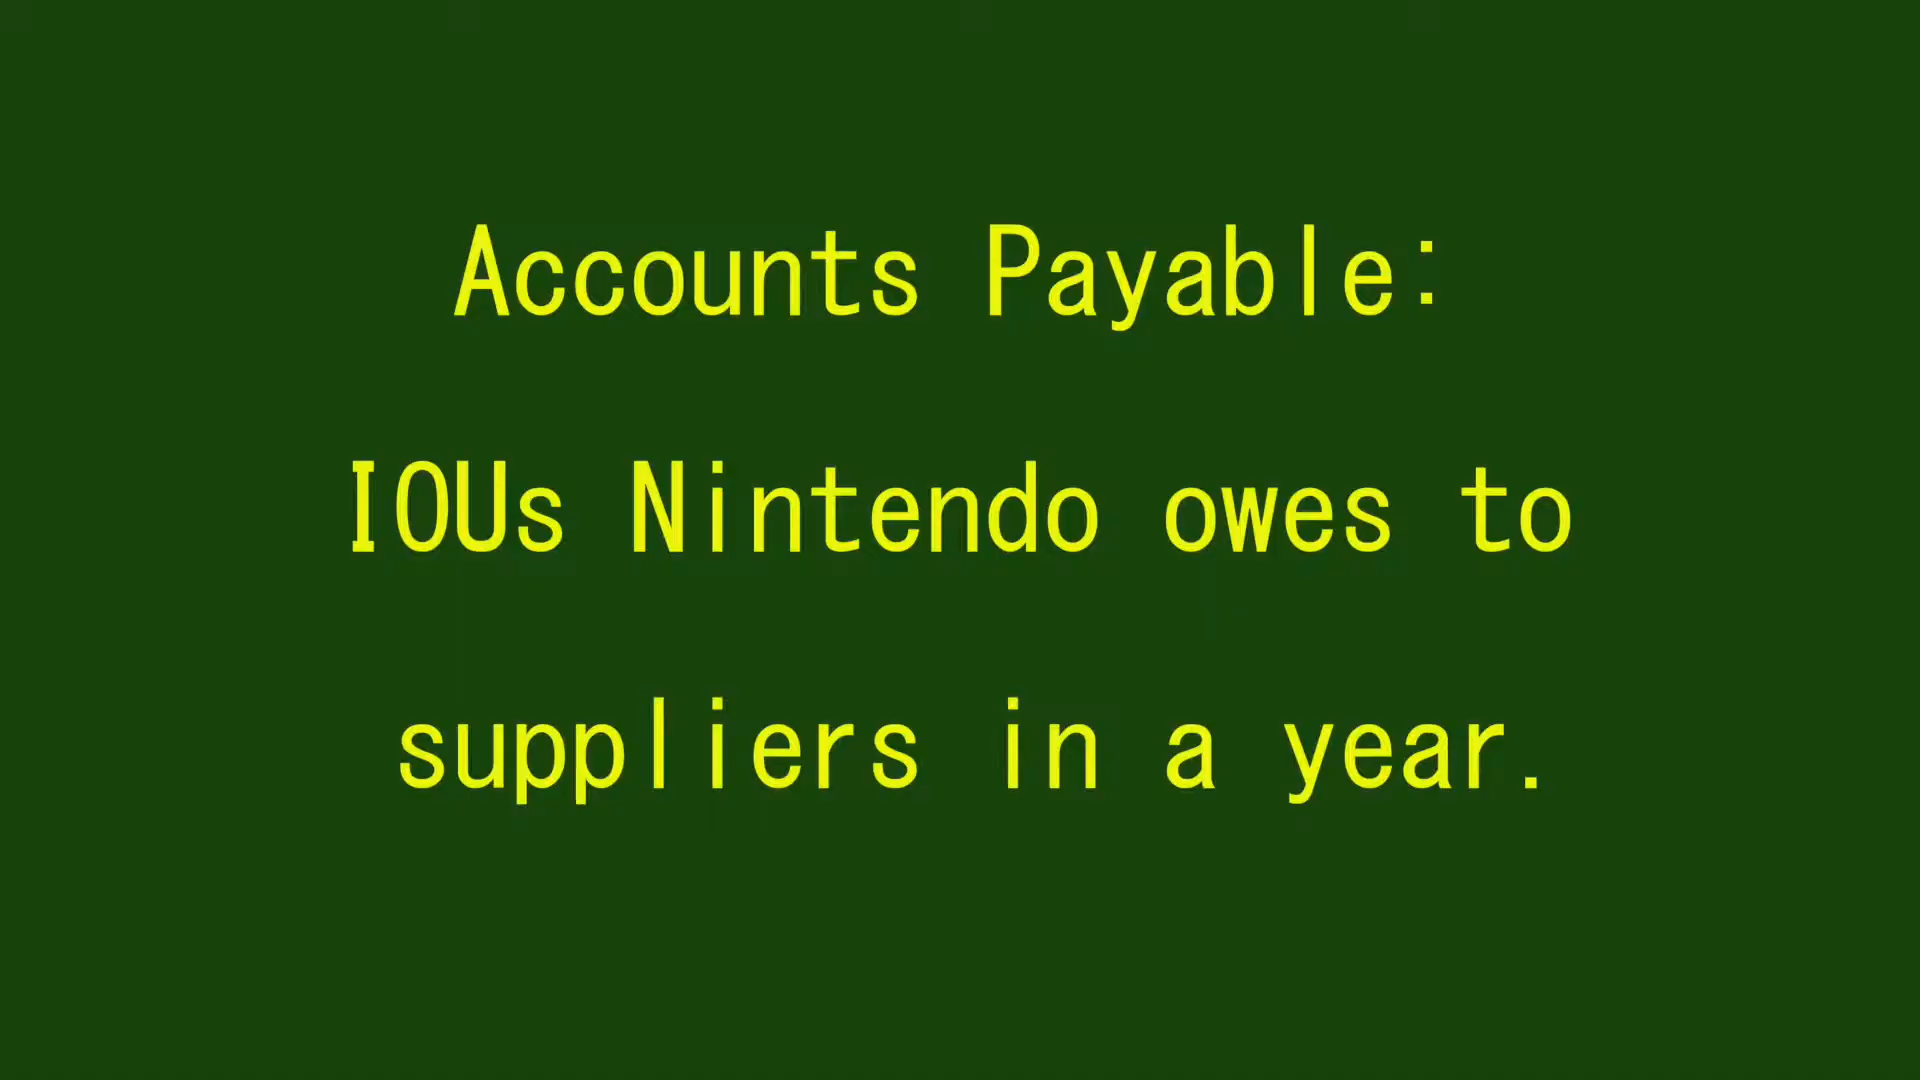 Accounts Payable:
IOUs Nintendo owes to
suppliers in a year.